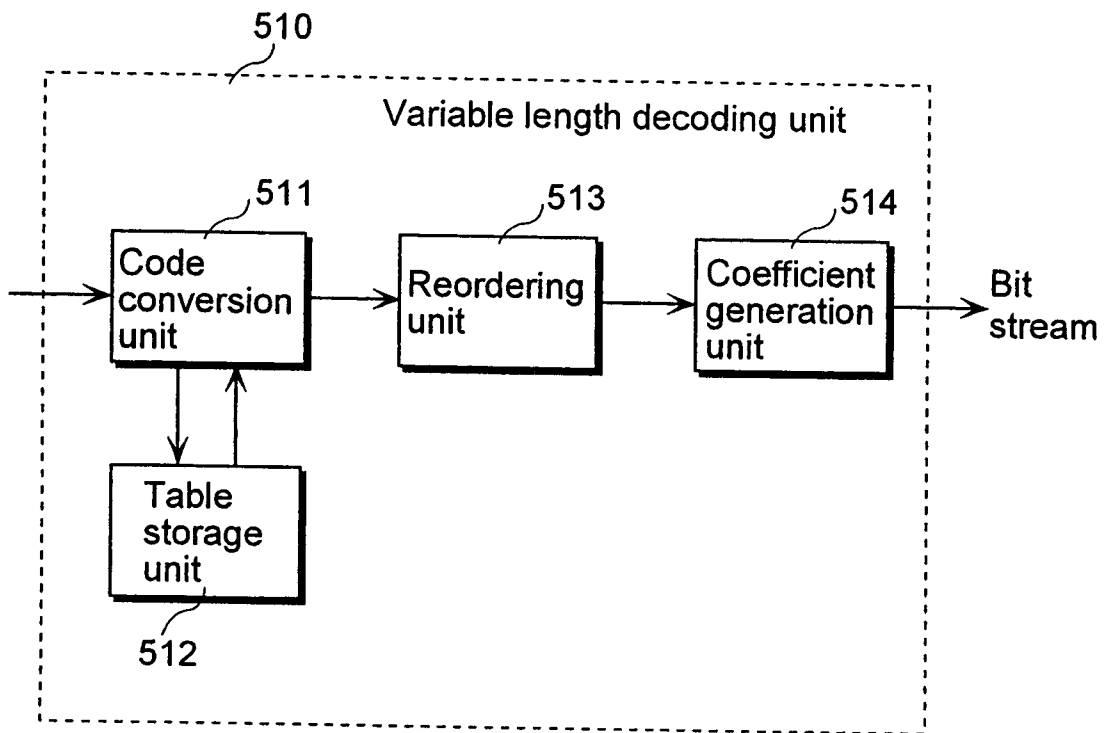 510
Variable length decoding unit
511
513
514
Code
conversion
unit
Reordering
unit
Coefficient
generation
unit
Bit
stream
Table
storage
unit
512